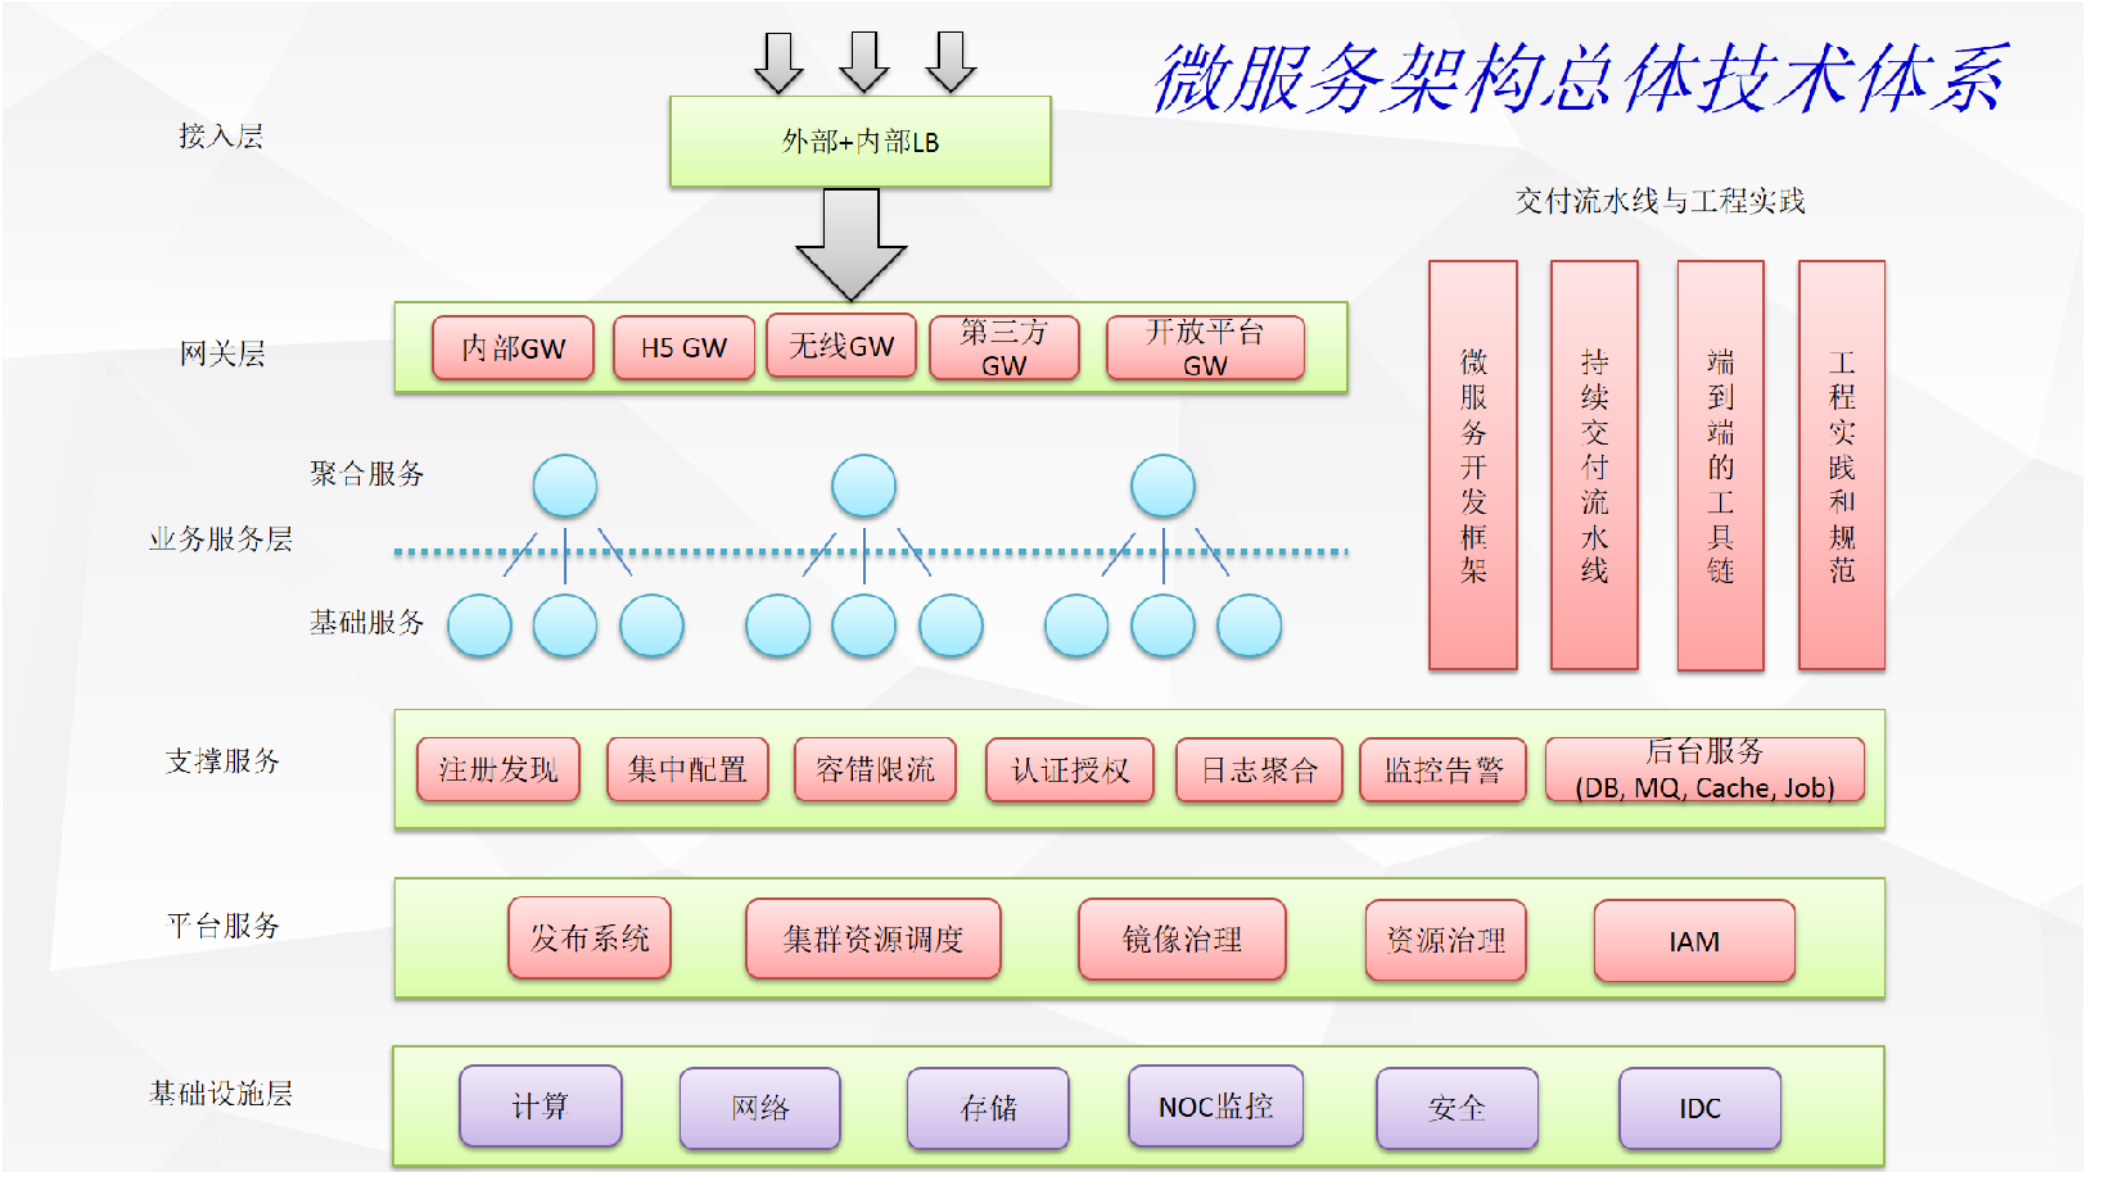 微服务架构总体技术体系
接入层
外部+内部LB
交付流水线与工程实践
网关层
内部GW
H5 GW
无线GW
第三方
GW
开放平台
GW
微服务开发框架
持续交付流水线
端到端的工具链
工程实践和规范
聚合服务
业务服务层
基础服务
支撑服务
注册发现
集中配置
容错限流
认证授权
日志聚合
监控告警
后台服务
(DB, MQ, Cache, Job)
平台服务
发布系统
集群资源调度
镜像治理
资源治理
IAM
基础设施层
计算
网络
存储
NOC监控
安全
IDC